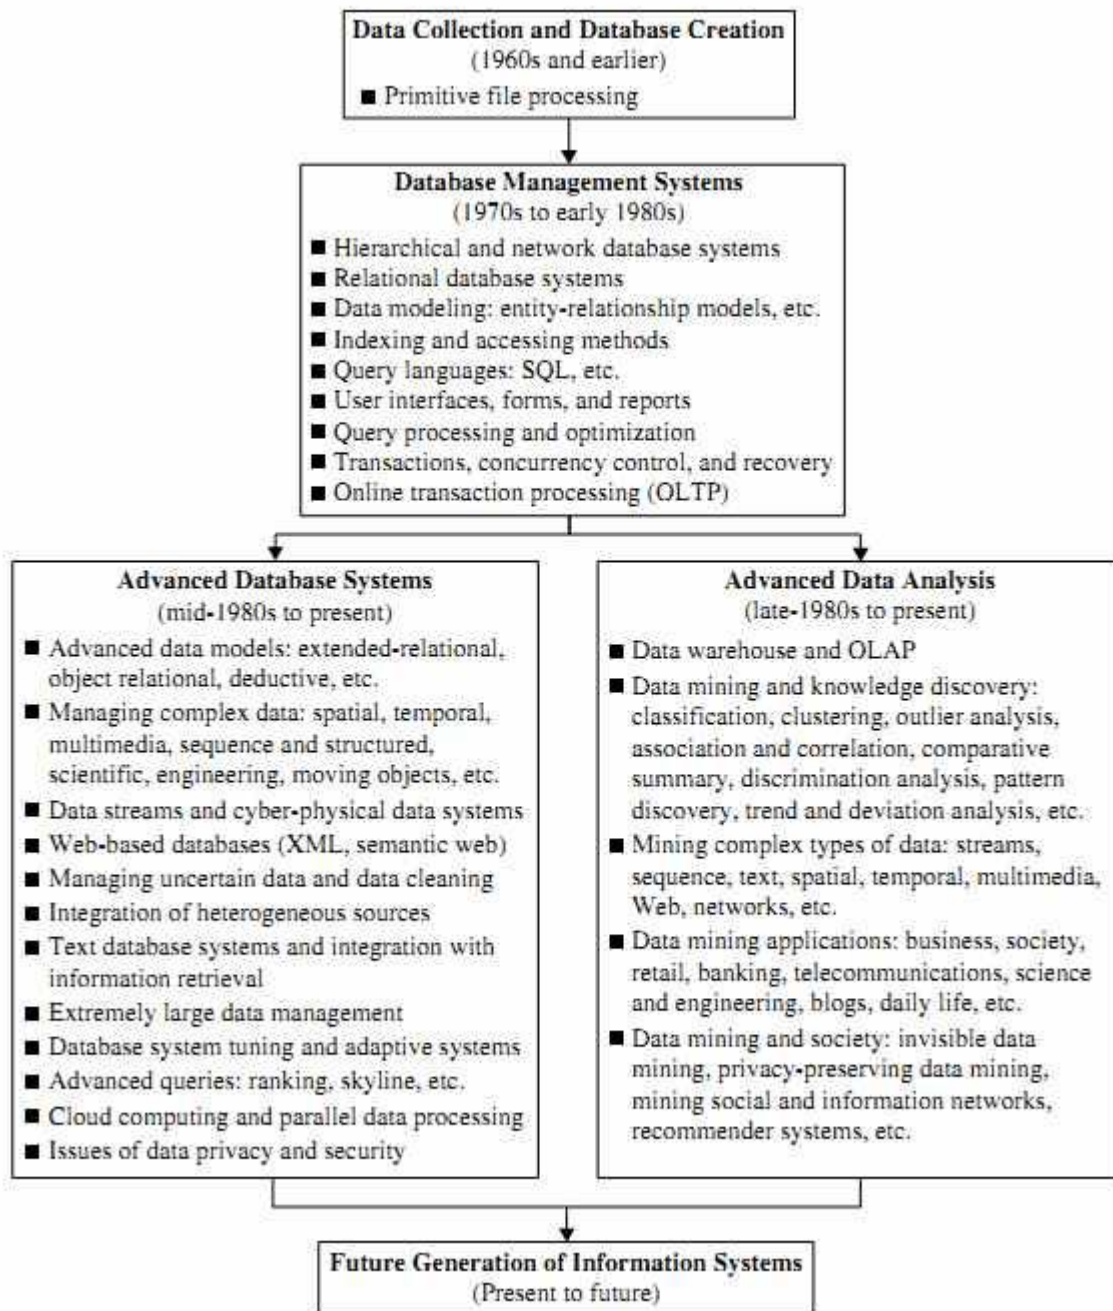 Data Collection and Database Creation
(1960s and earlier)
■ Primitive file processing
Database Management Systems
(1970s to early 1980s)
■ Hierarchical and network database systems
■ Relational database systems
■ Data modeling: entity-relationship models, etc.
■ Indexing and accessing methods
■ Query languages: SQL, etc.
■ User interfaces, forms, and reports
■ Query processing and optimization
■ Transactions, concurrency control, and recovery
■ Online transaction processing (OLTP)
Advanced Database Systems
(mid-1980s to present)
■ Advanced data models: extended-relational,
object relational, deductive, etc.
■ Managing complex data: spatial, temporal,
multimedia, sequence and structured,
scientific, engineering, moving objects, etc.
■ Data streams and cyber-physical data systems
■ Web-based databases (XML, semantic web)
■ Managing uncertain data and data cleaning
■ Integration of heterogeneous sources
■ Text database systems and integration with
information retrieval
■ Extremely large data management
■ Database system tuning and adaptive systems
■ Advanced queries: ranking, skyline, etc.
■ Cloud computing and parallel data processing
■ Issues of data privacy and security
Advanced Data Analysis
(late-1980s to present)
■ Data warehouse and OLAP
■ Data mining and knowledge discovery:
classification, clustering, outlier analysis,
association and correlation, comparative
summary, discrimination analysis, pattern
discovery, trend and deviation analysis, etc.
■ Mining complex types of data: streams,
sequence, text, spatial, temporal, multimedia,
Web, networks, etc.
■ Data mining applications: business, society,
retail, banking, telecommunications, science
and engineering, blogs, daily life, etc.
■ Data mining and society: invisible data
mining, privacy-preserving data mining,
mining social and information networks,
recommender systems, etc.
Future Generation of Information Systems
(Present to future)